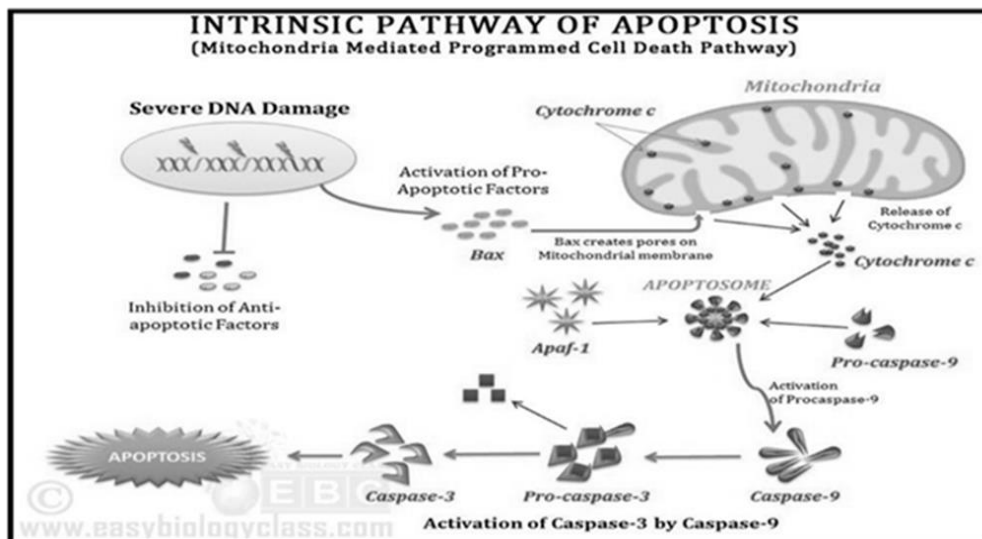 INTRINSIC PATHWAY OF APOPTOSIS
(Mitochondria Mediated Programmed Cell Death Pathway)
Mitochondria
Cytochrome c
Severe DNA Damage
Activation of Pro-
Apoptotic Factors
Bax
Bax creates pores on
Mitochondrial membrane
Release of
Cytochrome c
Cytochrome c
Inhibition of Anti-
apoptotic Factors
APOPTOSOME
Apaf-1
Pro-caspase-9
Activation
of Procaspase-9
APOPTOSIS
Caspase-3
Pro-caspase-3
Caspase-9
EBC
©
www.easybiologyclass.com
Activation of Caspase-3 by Caspase-9